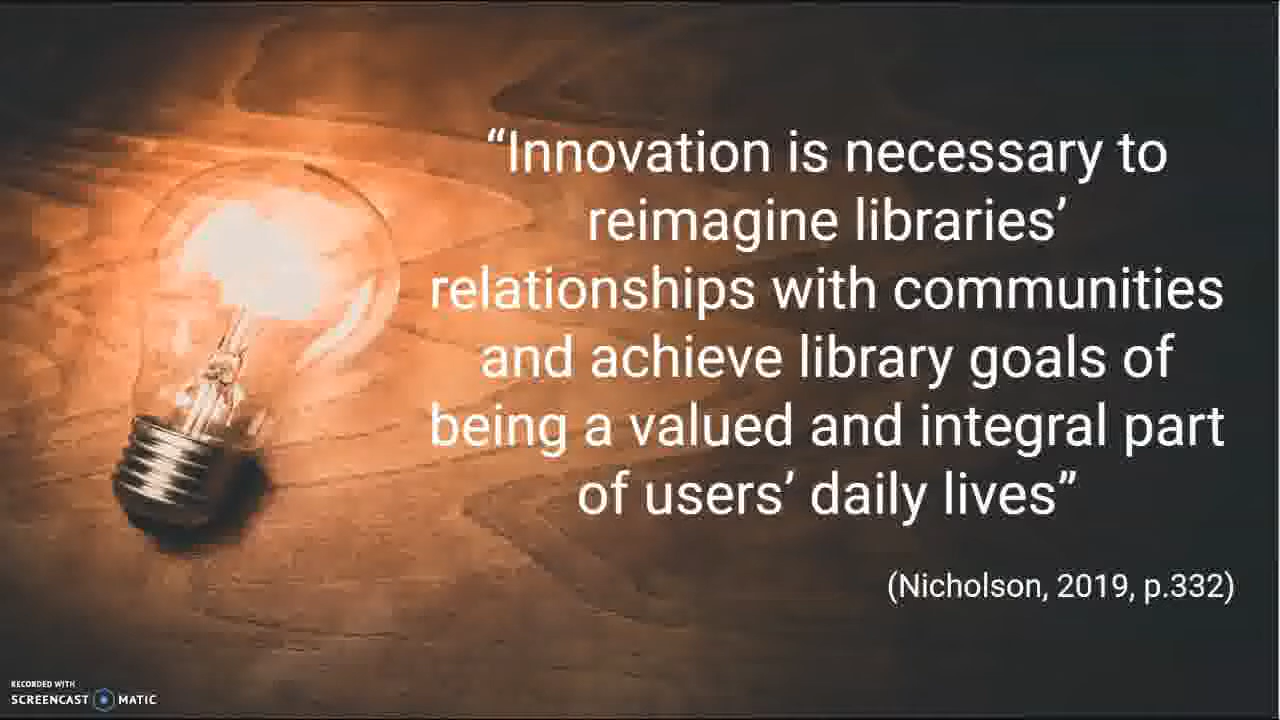 “Innovation is necessary to
reimagine libraries’
relationships with communities
and achieve library goals of
being a valued and integral part
of users’ daily lives”
(Nicholson, 2019, p.332)
RECORDED WITH
SCREENCAST MATIC